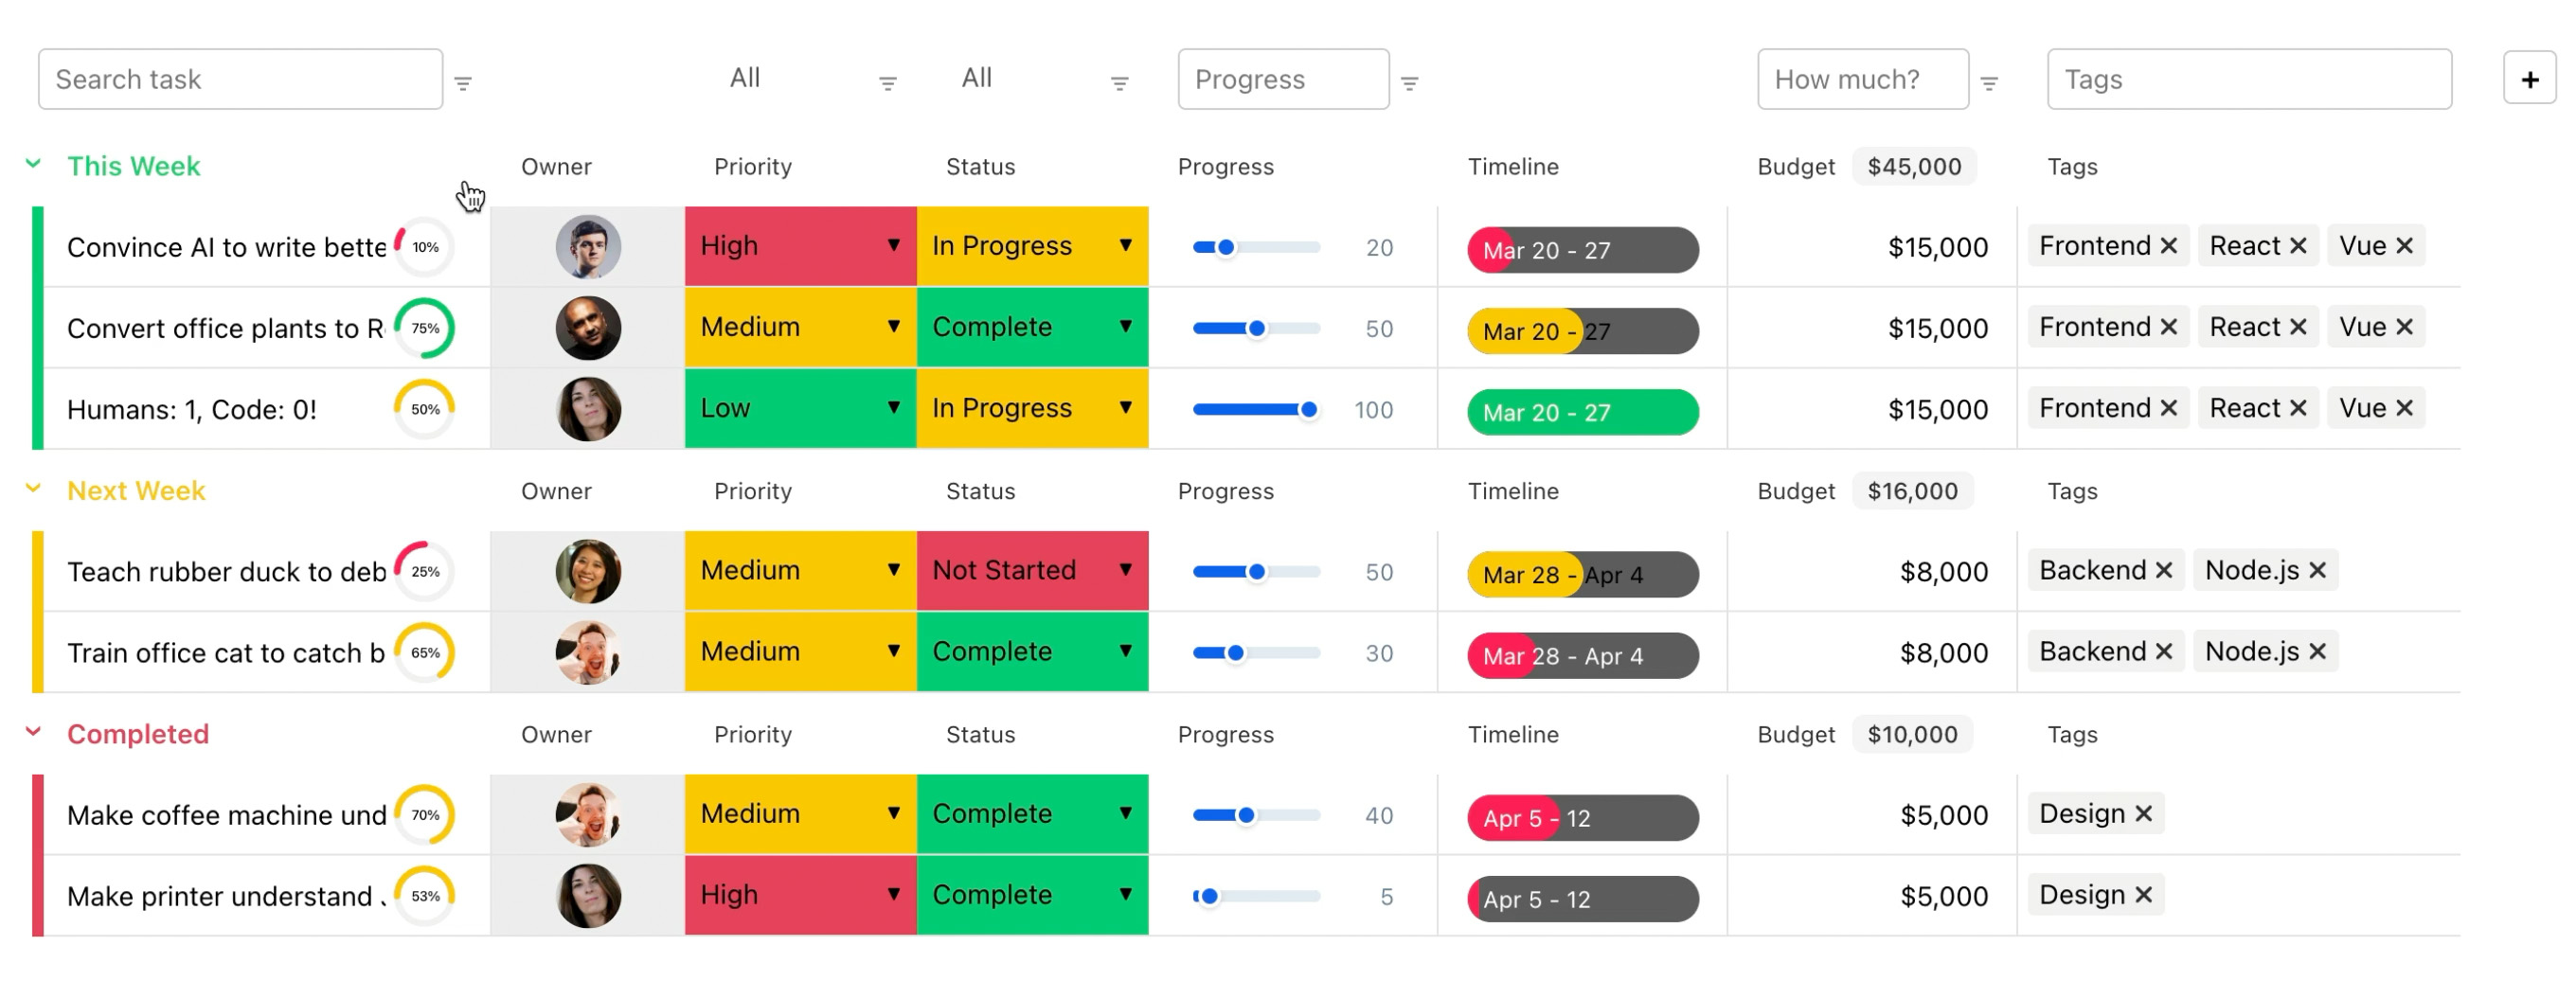 Search task All All Progress How much? Tags +
This Week Owner Priority Status Progress Timeline Budget $45,000 Tags
Convince AI to write bette 10% High In Progress 20 Mar 20 - 27 $15,000 Frontend × React × Vue ×
Convert office plants to R 75% Medium Complete 50 Mar 20 - 27 $15,000 Frontend × React × Vue ×
Humans: 1, Code: 0! 50% Low In Progress 100 Mar 20 - 27 $15,000 Frontend × React × Vue ×
Next Week Owner Priority Status Progress Timeline Budget $16,000 Tags
Teach rubber duck to deb 25% Medium Not Started 50 Mar 28 - Apr 4 $8,000 Backend × Node.js ×
Train office cat to catch b 65% Medium Complete 30 Mar 28 - Apr 4 $8,000 Backend × Node.js ×
Completed Owner Priority Status Progress Timeline Budget $10,000 Tags
Make coffee machine und 70% Medium Complete 40 Apr 5 - 12 $5,000 Design ×
Make printer understand 53% High Complete 5 Apr 5 - 12 $5,000 Design ×